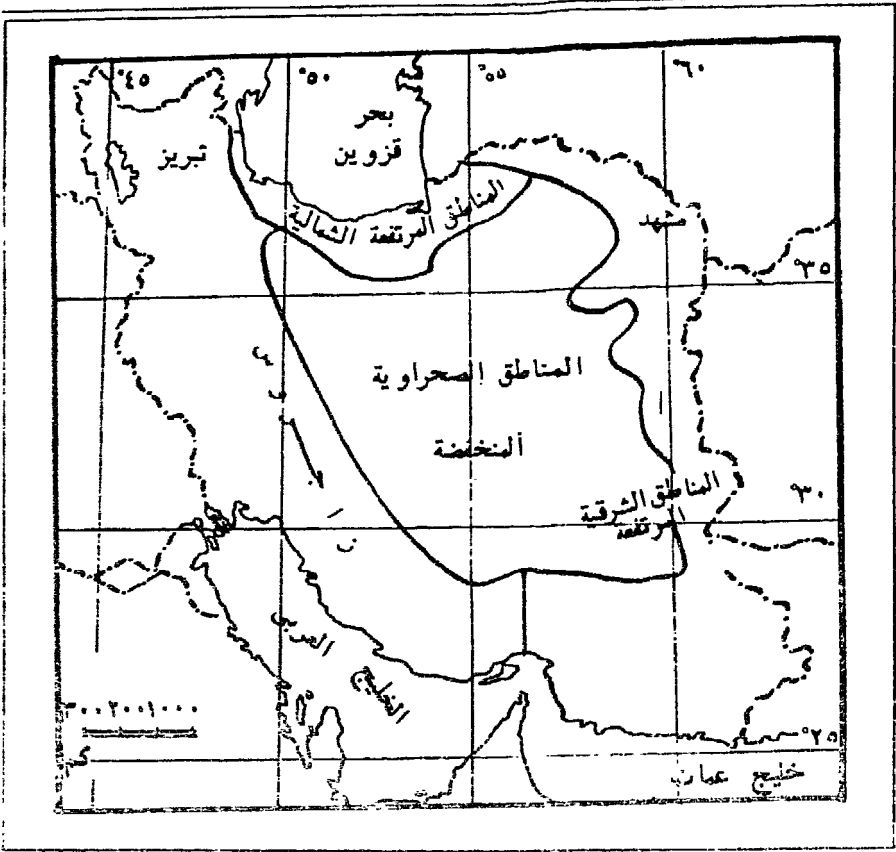 °٤٥
°٥٠
°٥٥
°٦٠
بحر
قزوين
تبريز
المناطق المرتفعة الشمالية
مشهد
°٣٥
المناطق الصحراوية
المنخفضة
°٣٠
المناطق الشرقية
المرتفعة
الخليج
العربي
°٢٥
خليج عمان